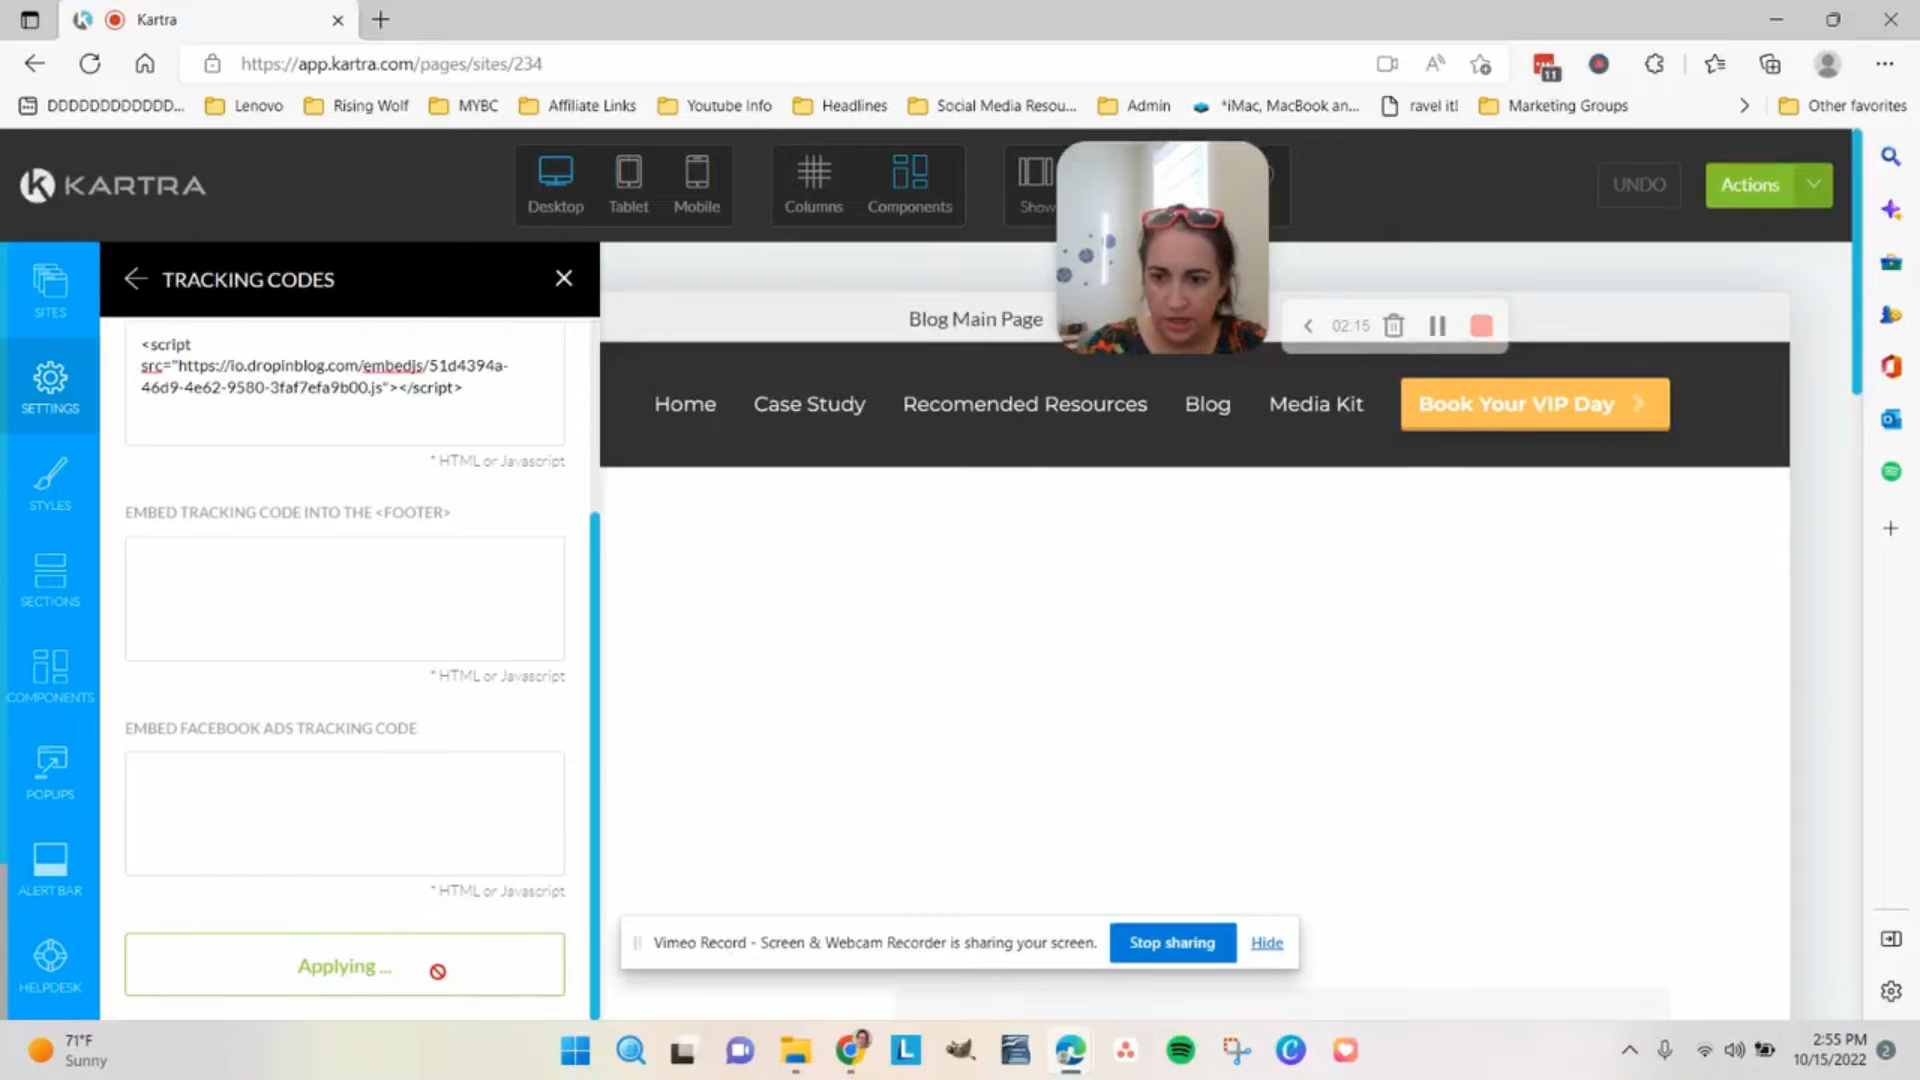 Kartra
https://app.kartra.com/pages/sites/234
11
DDDDDDDDDDDD...
Lenovo
Rising Wolf
MYBC
Affiliate Links
Youtube Info
Headlines
Social Media Resou...
Admin
*iMac, MacBook an...
ravel it!
Marketing Groups
Other favorites
KARTRA
Desktop
Tablet
Mobile
Columns
Components
Show
UNDO
Actions
SITES
SETTINGS
STYLES
SECTIONS
COMPONENTS
POPUPS
ALERT BAR
HELPDESK
TRACKING CODES
<script
src="https://io.dropinblog.com/embedjs/51d4394a-
46d9-4e62-9580-3faf7efa9b00.js"></script>
* HTML or Javascript
EMBED TRACKING CODE INTO THE <FOOTER>
* HTML or Javascript
EMBED FACEBOOK ADS TRACKING CODE
* HTML or Javascript
Applying ...
Blog Main Page
02:15
Home
Case Study
Recomended Resources
Blog
Media Kit
Book Your VIP Day
Vimeo Record - Screen & Webcam Recorder is sharing your screen.
Stop sharing
Hide
71°F
Sunny
2:55 PM
10/15/2022
2